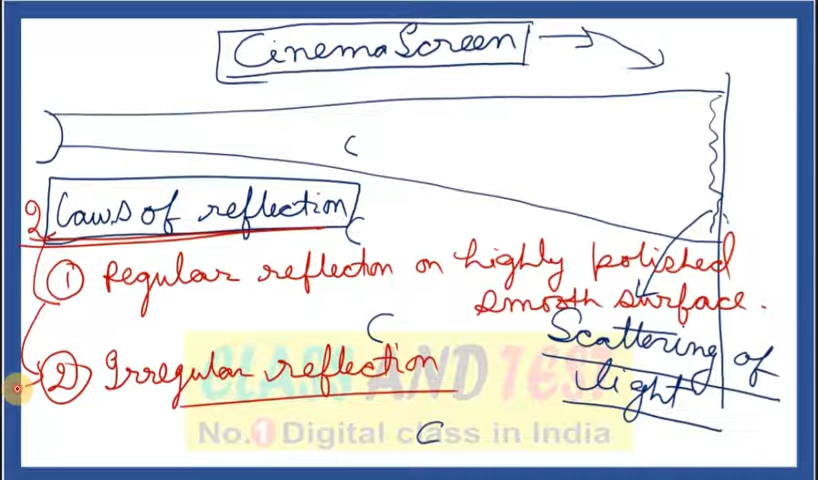 Cinema Screen
C
2 Laws of reflection
C
① Regular reflection on highly polished
smooth surface.
C
Scattering of
light
② Irregular reflection
CLASS AND TEST
No.1 Digital class in India
C